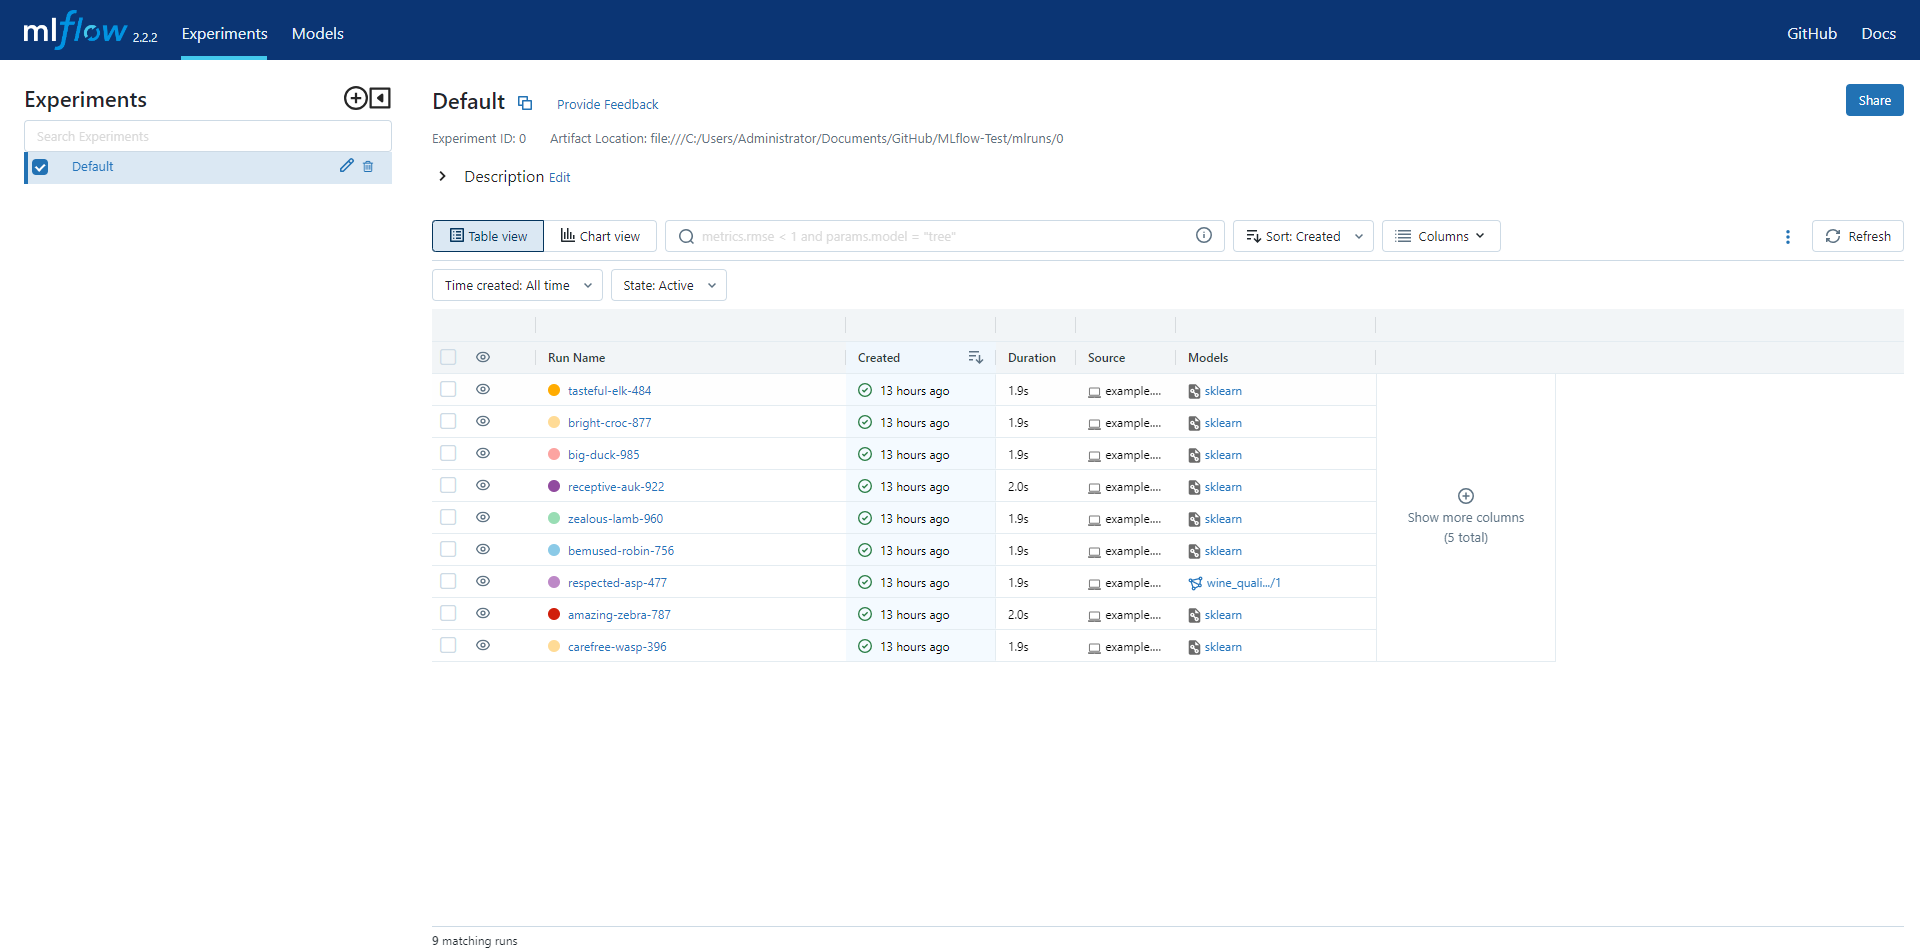 mlflow 2.2.2 Experiments Models GitHub Docs
Experiments
Search Experiments
Default
Default Provide Feedback Share
Experiment ID: 0 Artifact Location: file:///C:/Users/Administrator/Documents/GitHub/MLflow-Test/mlruns/0
Description Edit
Table view Chart view metrics.rmse < 1 and params.model = "tree" Sort: Created Columns Refresh
Time created: All time State: Active
Run Name Created Duration Source Models
tasteful-elk-484 13 hours ago 1.9s example.... sklearn
bright-croc-877 13 hours ago 1.9s example.... sklearn
big-duck-985 13 hours ago 1.9s example.... sklearn
receptive-auk-922 13 hours ago 2.0s example.... sklearn
zealous-lamb-960 13 hours ago 1.9s example.... sklearn
bemused-robin-756 13 hours ago 1.9s example.... sklearn
respected-asp-477 13 hours ago 1.9s example.... wine_quali.../1
amazing-zebra-787 13 hours ago 2.0s example.... sklearn
carefree-wasp-396 13 hours ago 1.9s example.... sklearn
Show more columns
(5 total)
9 matching runs